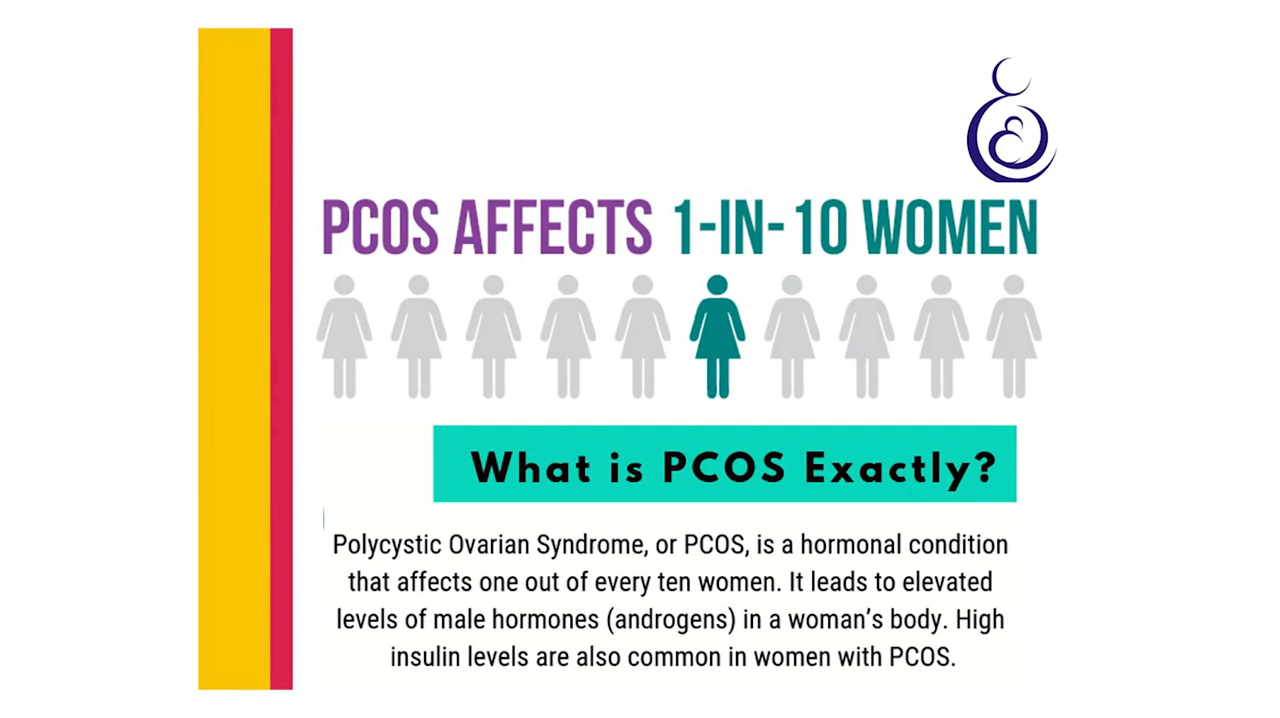 PCOS AFFECTS 1-IN-10 WOMEN
What is PCOS Exactly?
Polycystic Ovarian Syndrome, or PCOS, is a hormonal condition
that affects one out of every ten women. It leads to elevated
levels of male hormones (androgens) in a woman’s body. High
insulin levels are also common in women with PCOS.